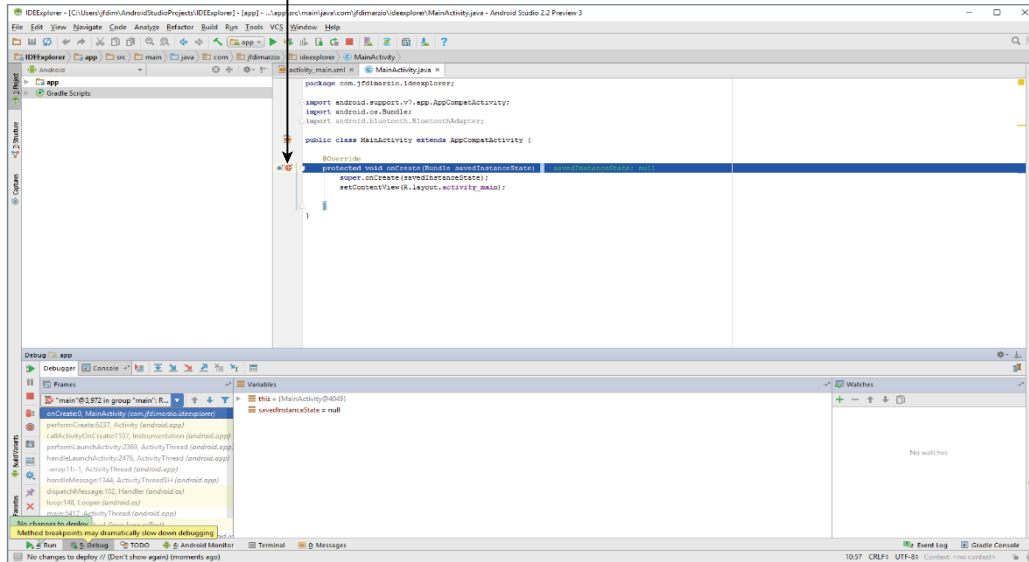 IDEExplorer - [C:\Users\jfdim\AndroidStudioProjects\IDEExplorer] - [app] - ...\app\src\main\java\com\jfdimarzio\ideexplorer\MainActivity.java - Android Studio 2.2 Preview 3
File Edit View Navigate Code Analyze Refactor Build Run Tools VCS Window Help
app
IDEExplorer app src main java com jfdimarzio ideexplorer MainActivity
Android activity_main.xml MainActivity.java
1: Project
app
Gradle Scripts
package com.jfdimarzio.ideexplorer;
import android.support.v7.app.AppCompatActivity;
import android.os.Bundle;
import android.bluetooth.BluetoothAdapter;
2: Structure
public class MainActivity extends AppCompatActivity {
@Override
protected void onCreate(Bundle savedInstanceState) { savedInstanceState: null
Captures
super.onCreate(savedInstanceState);
setContentView(R.layout.activity_main);
}
}
Debug app
Debugger Console
Frames Variables Watches
"main"@3,972 in group "main": R...
this = {MainActivity@4048}
savedInstanceState = null
onCreate:0, MainActivity (com.jfdimarzio.ideexplorer)
performCreate:6237, Activity (android.app)
callActivityOnCreate:1107, Instrumentation (android.app)
performLaunchActivity:2369, ActivityThread (android.app)
handleLaunchActivity:2476, ActivityThread (android.app)
-wrap11:-1, ActivityThread (android.app)
handleMessage:1344, ActivityThread$H (android.app)
dispatchMessage:102, Handler (android.os)
loop:148, Looper (android.os)
main:5417, ActivityThread (android.app)
No watches
Build Variants
Favorites
No changes to deploy
Method breakpoints may dramatically slow down debugging
4: Run 5: Debug TODO 6: Android Monitor Terminal 0: Messages Event Log Gradle Console
No changes to deploy // (Don't show again) (moments ago) 10:57 CRLF UTF-8 Context: <no context>